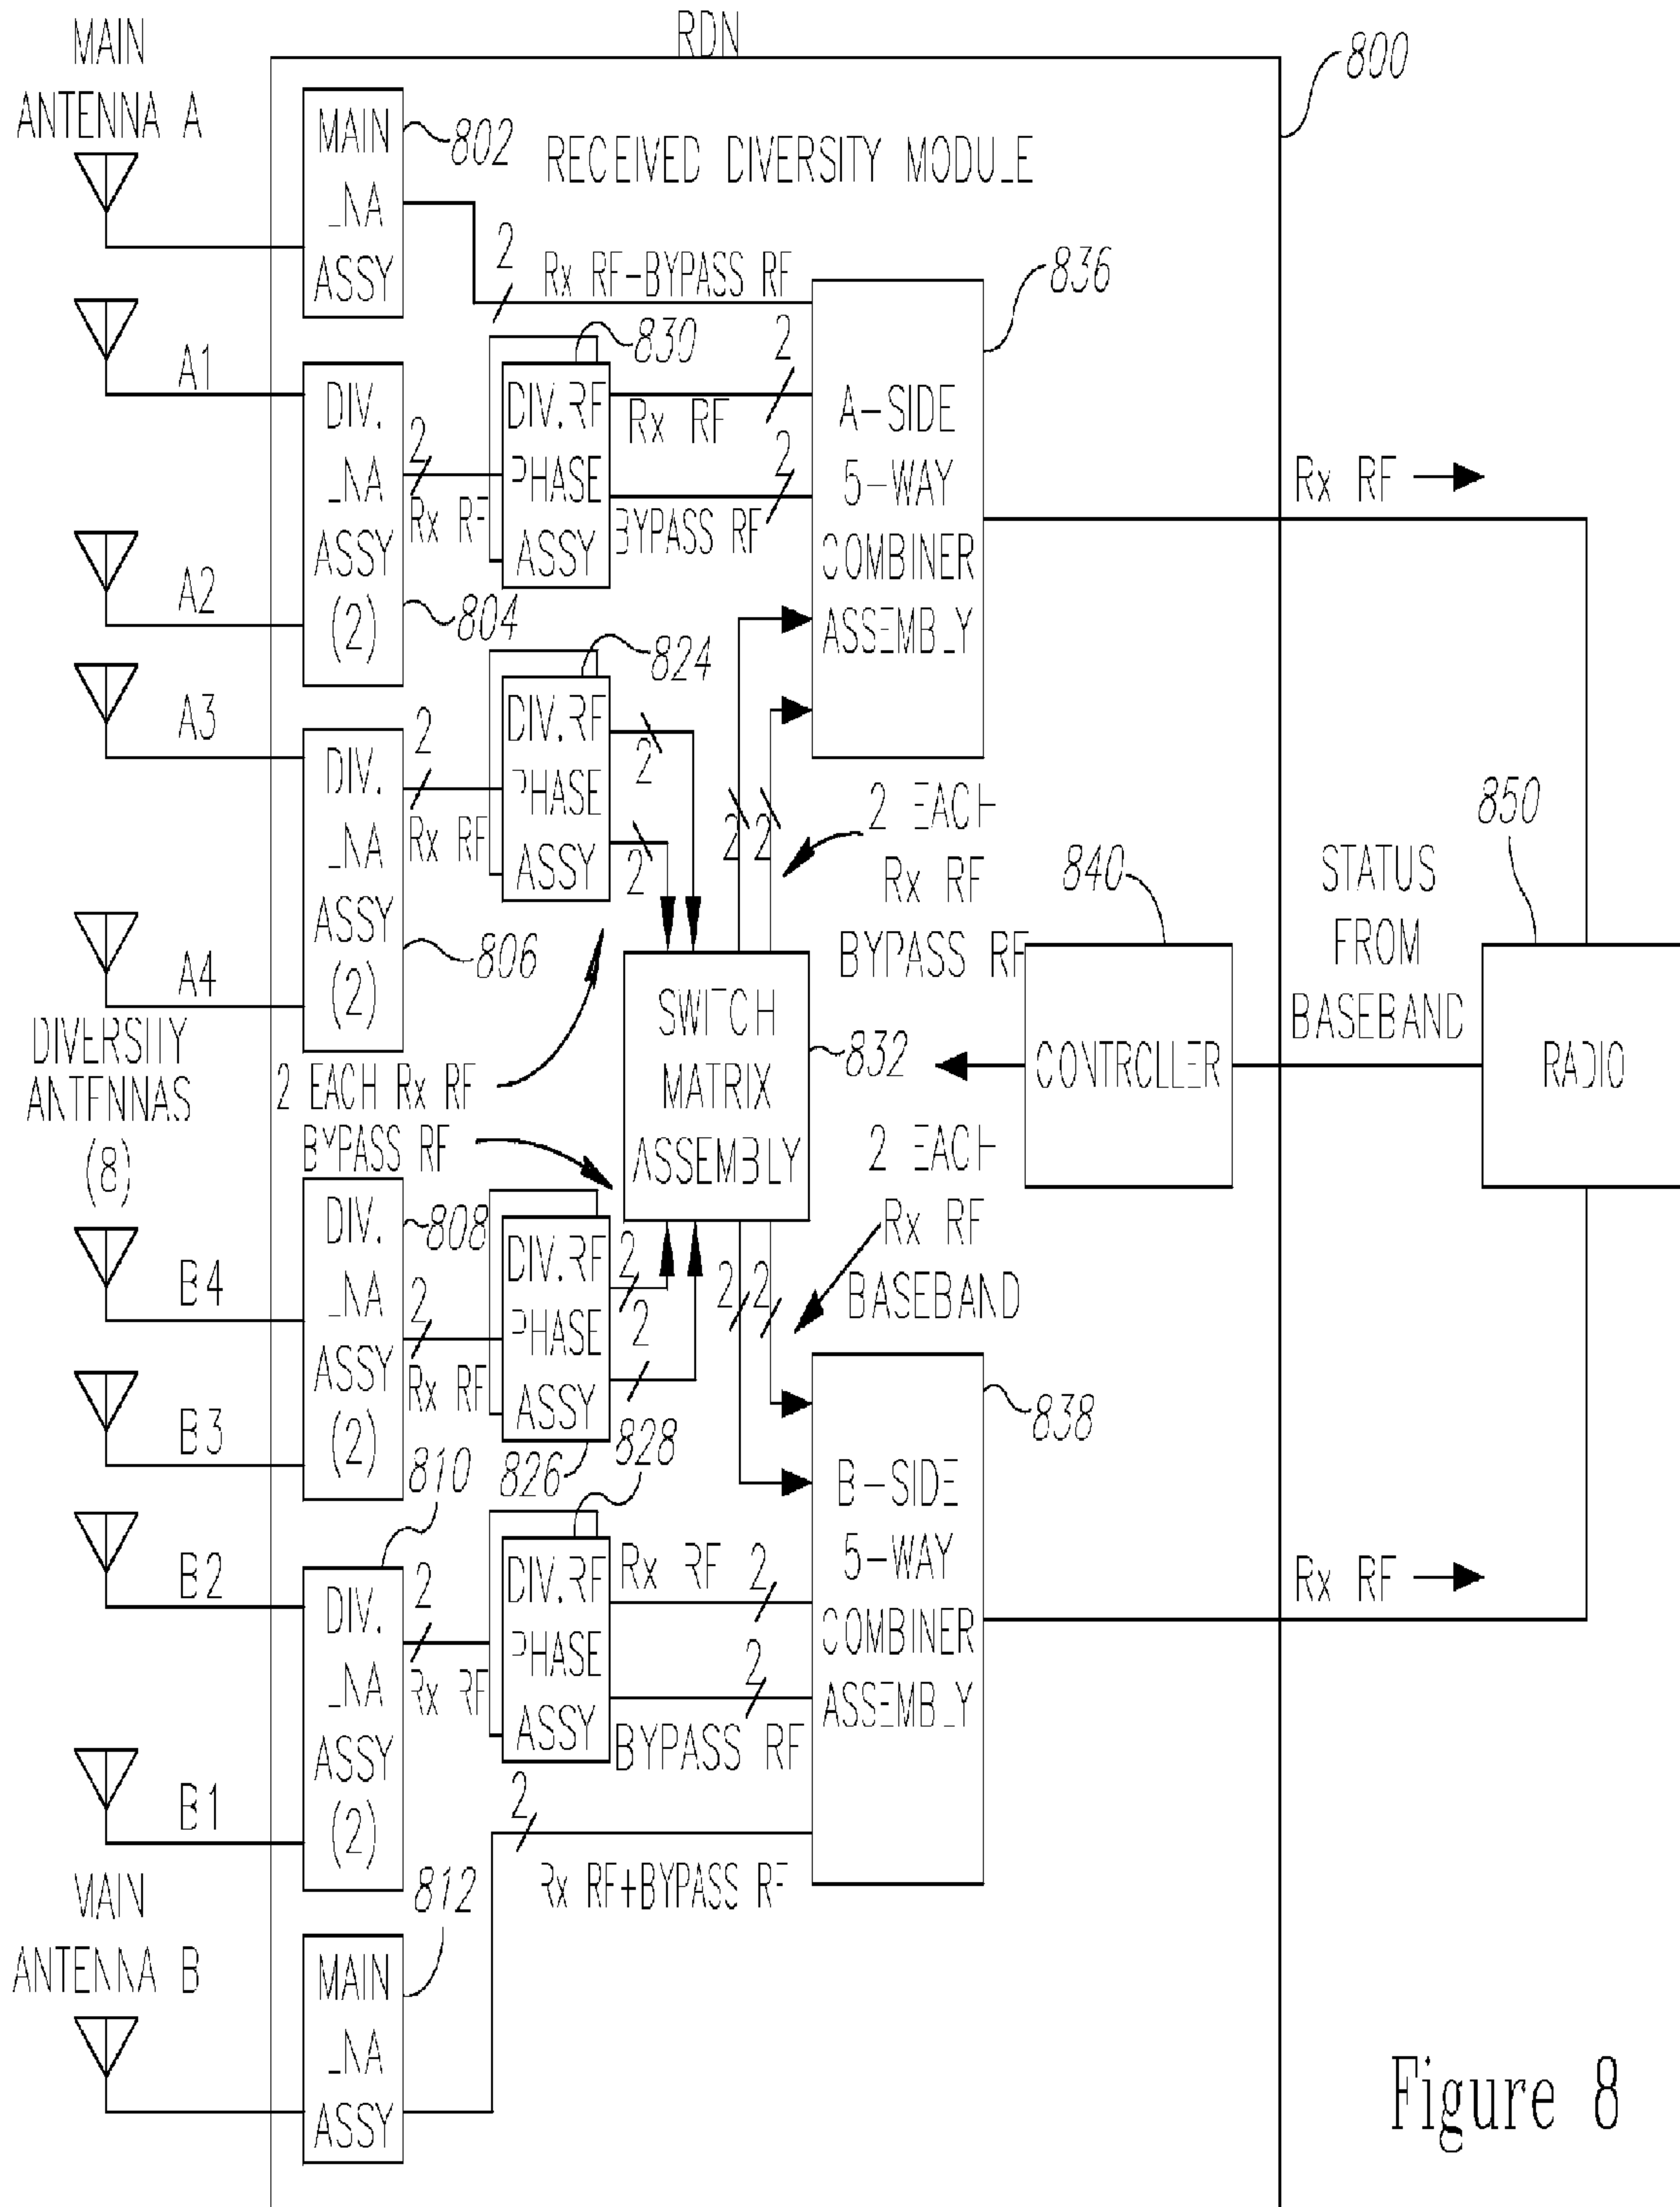 RDN
800
MAIN
ANTENNA A
MAIN
LNA
ASSY
802
RECEIVED DIVERSITY MODULE
2
Rx RF-BYPASS RF
836
A1
DIV.
LNA
ASSY
(2)
804
2
Rx RF
830
DIV.RF
PHASE
ASSY
Rx RF
2
BYPASS RF
2
A-SIDE
5-WAY
COMBINER
ASSEMBLY
Rx RF
A2
A3
DIV.
LNA
ASSY
(2)
806
2
Rx RF
824
DIV.RF
PHASE
ASSY
2
2
2
2
2 EACH
Rx RF
BYPASS RF
840
STATUS
FROM
BASEBAND
850
A4
DIVERSITY
ANTENNAS
(8)
2 EACH Rx RF
BYPASS RF
SWITCH
MATRIX
ASSEMBLY
832
CONTROLLER
RADIO
2 EACH
Rx RF
BASEBAND
B4
DIV.
LNA
ASSY
(2)
808
2
Rx RF
DIV.RF
PHASE
ASSY
826
2
2
2
2
B3
838
B2
810
DIV.
LNA
ASSY
(2)
2
Rx RF
828
DIV.RF
PHASE
ASSY
Rx RF
2
BYPASS RF
2
B-SIDE
5-WAY
COMBINER
ASSEMBLY
Rx RF
B1
2
Rx RF+BYPASS RF
MAIN
ANTENNA B
812
MAIN
LNA
ASSY
Figure 8